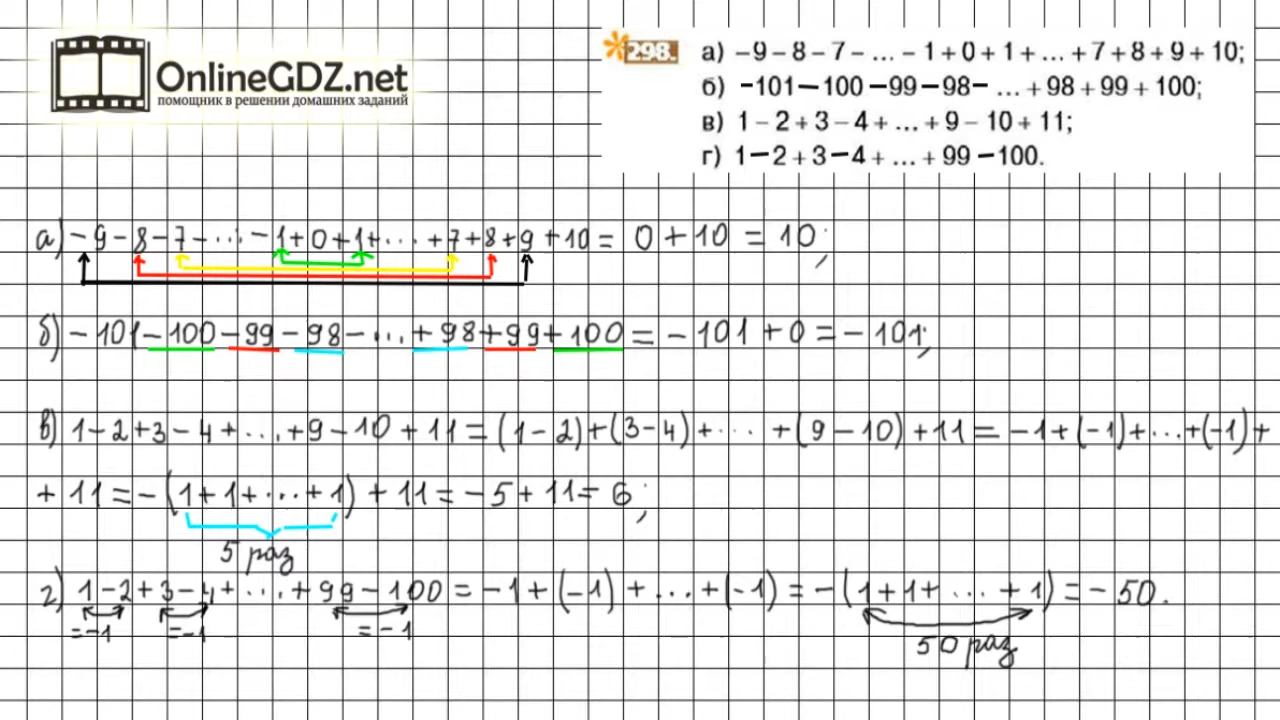 OnlineGDZ.net
помощник в решении домашних заданий
298. а) −9 − 8 − 7 − ... − 1 + 0 + 1 + ... + 7 + 8 + 9 + 10;
б) −101 − 100 − 99 − 98 − ... + 98 + 99 + 100;
в) 1 − 2 + 3 − 4 + ... + 9 − 10 + 11;
г) 1 − 2 + 3 − 4 + ... + 99 − 100.
а) −9−8−7−...−1+0+1+...+7+8+9+10 = 0+10 = 10;
б) −101−100−99−98−...+98+99+100 = −101+0 = −101;
в) 1−2+3−4+...+9−10+11 = (1−2)+(3−4)+...+(9−10)+11 = −1+(−1)+...+(−1)+
+11 = −(1+1+...+1)+11 = −5+11 = 6;
5 раз
г) 1−2+3−4+...+99−100 = −1+(−1)+...+(−1) = −(1+1+...+1) = −50.
=−1 =−1 =−1
50 раз